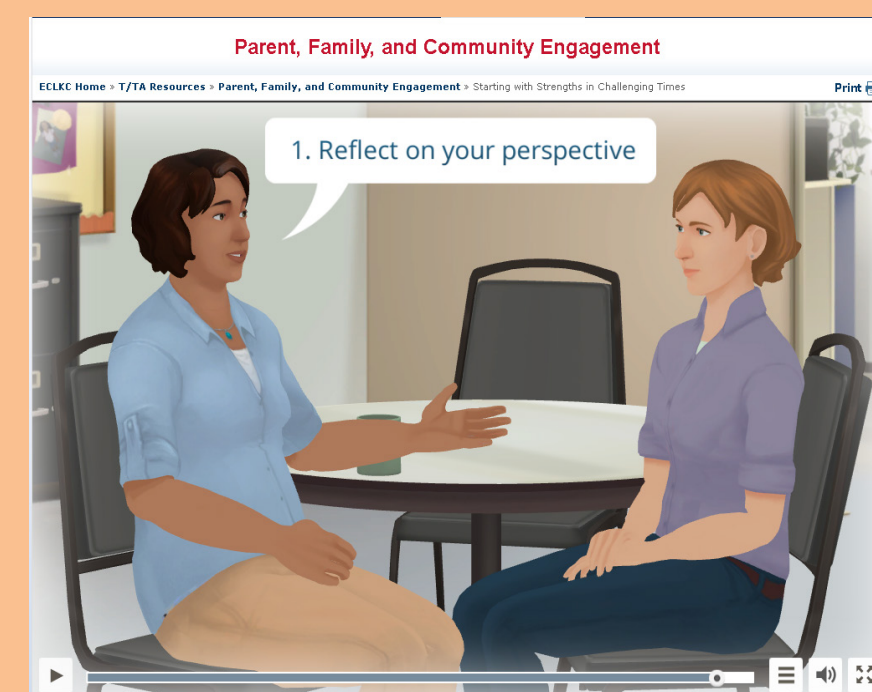 Parent, Family, and Community Engagement
ECLKC Home » T/TA Resources » Parent, Family, and Community Engagement » Starting with Strengths in Challenging Times
Print
1. Reflect on your perspective